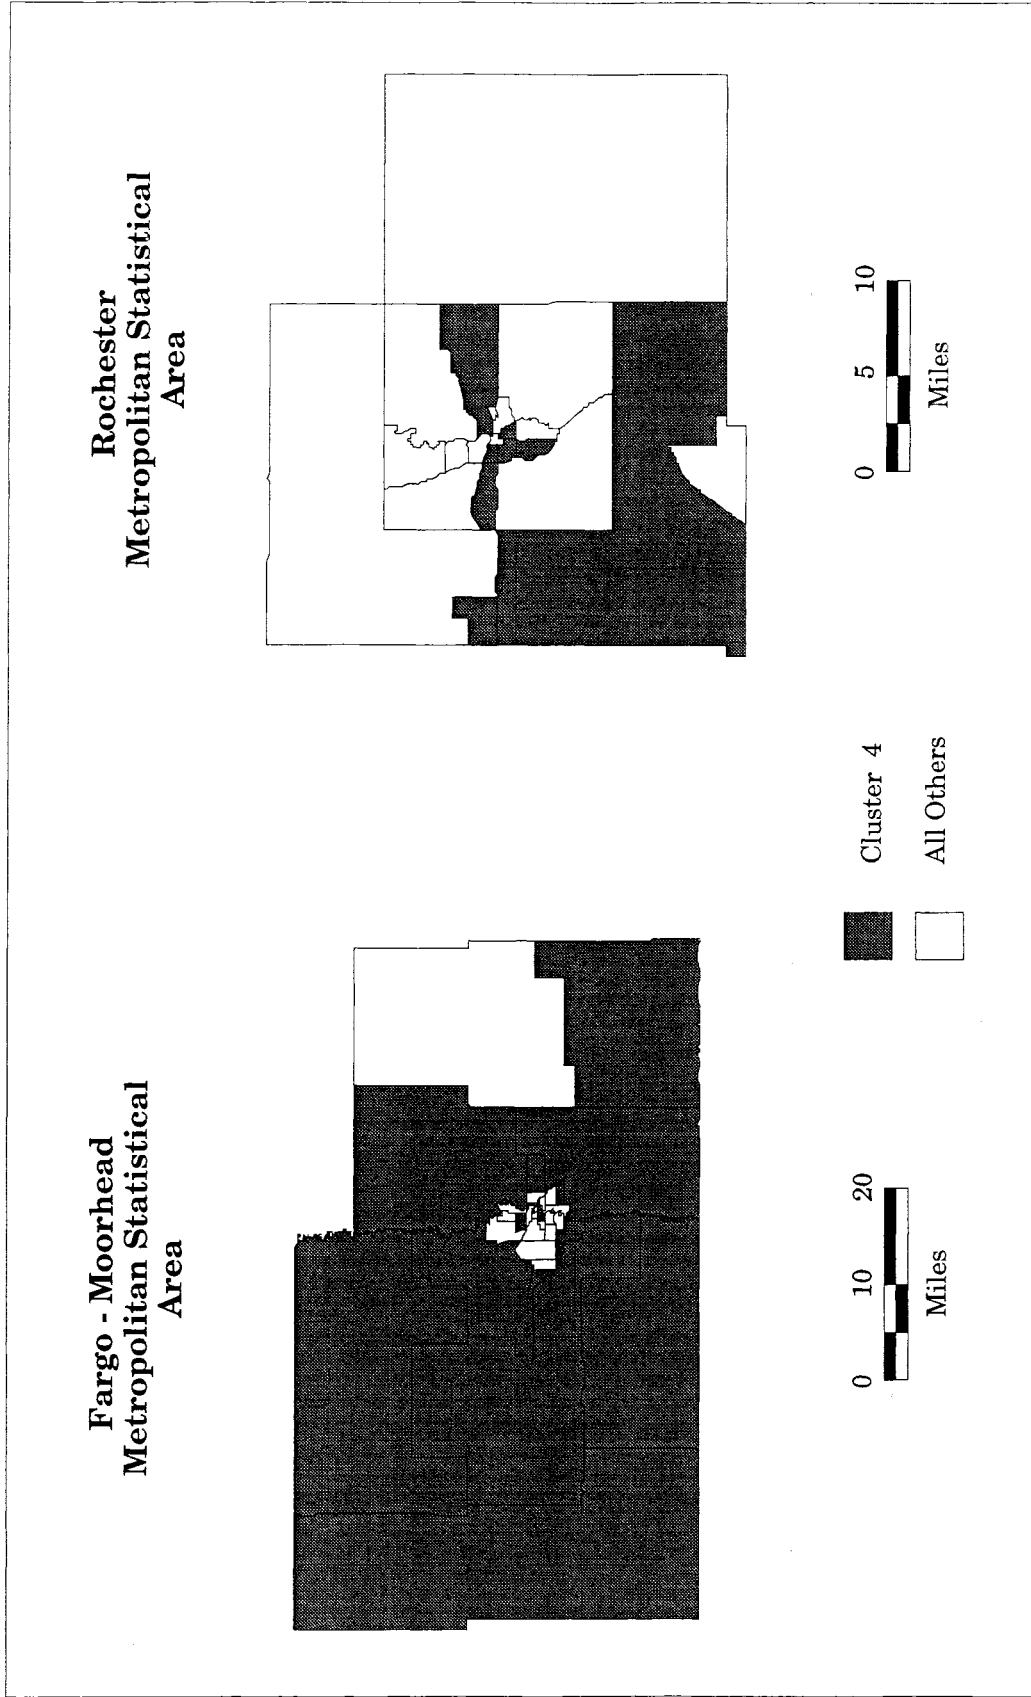 Fargo - Moorhead
Metropolitan Statistical
Area
0 10 20
Miles
Rochester
Metropolitan Statistical
Area
0 5 10
Miles
Cluster 4
All Others